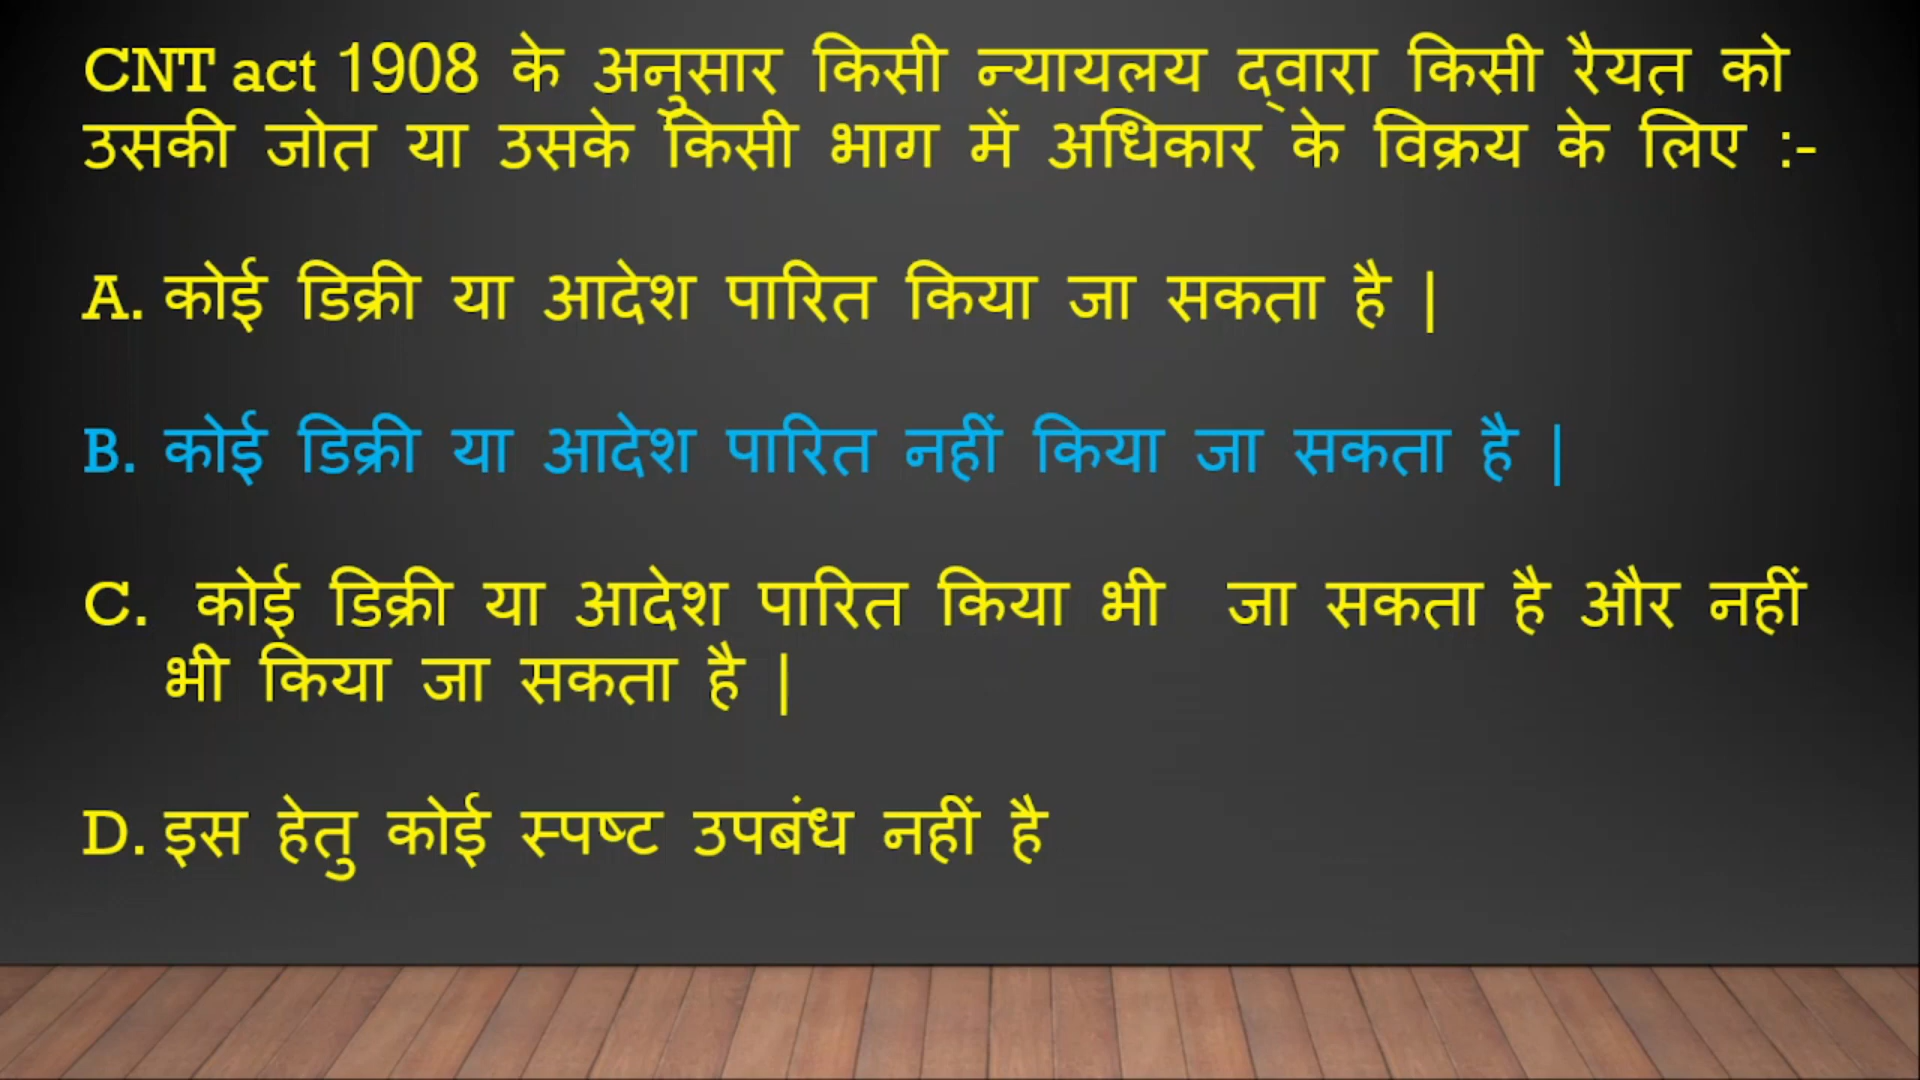 CNT act 1908 के अनुसार किसी न्यायलय द्वारा किसी रैयत को
उसकी जोत या उसके किसी भाग में अधिकार के विक्रय के लिए :-
A. कोई डिक्री या आदेश पारित किया जा सकता है |
B. कोई डिक्री या आदेश पारित नहीं किया जा सकता है |
C. कोई डिक्री या आदेश पारित किया भी जा सकता है और नहीं
भी किया जा सकता है |
D. इस हेतु कोई स्पष्ट उपबंध नहीं है